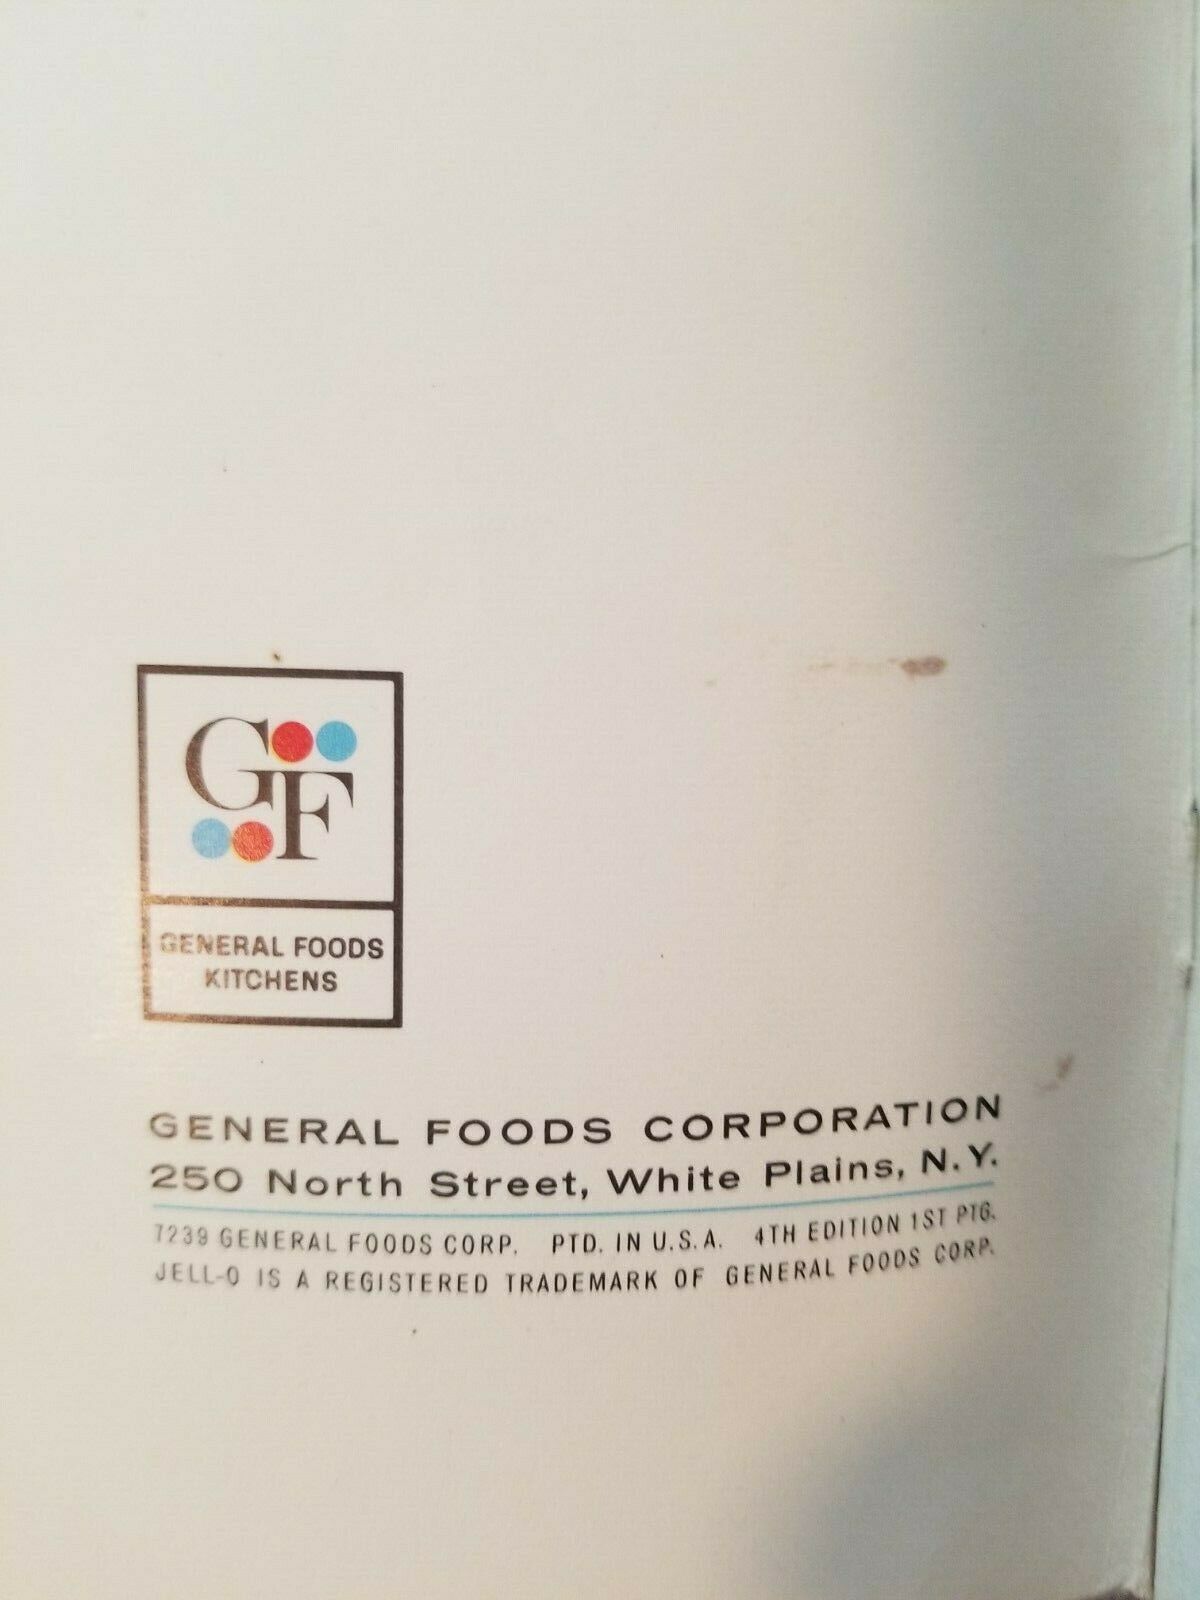 GF
GENERAL FOODS
KITCHENS
GENERAL FOODS CORPORATION
250 North Street, White Plains, N.Y.
7239 GENERAL FOODS CORP. PTD. IN U.S.A. 4TH EDITION 1ST PTG.
JELL-O IS A REGISTERED TRADEMARK OF GENERAL FOODS CORP.